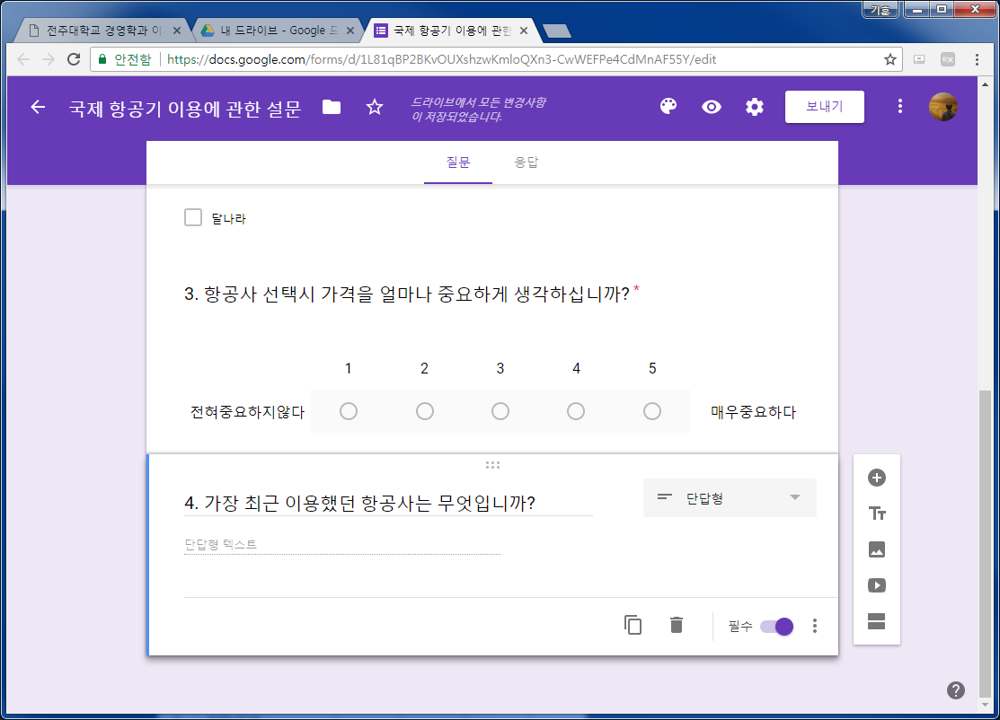 기훈
전주대학교 경영학과 이
내 드라이브 - Google 드
국제 항공기 이용에 관한
안전함
https://docs.google.com/forms/d/1L81qBP2BKvOUXshzwKmloQXn3-CwWEFPe4CdMnAF55Y/edit
국제 항공기 이용에 관한 설문
드라이브에서 모든 변경사항
이 저장되었습니다.
보내기
질문
응답
달나라
3. 항공사 선택시 가격을 얼마나 중요하게 생각하십니까? *
1 2 3 4 5
전혀중요하지않다
매우중요하다
4. 가장 최근 이용했던 항공사는 무엇입니까?
단답형
단답형 텍스트
필수